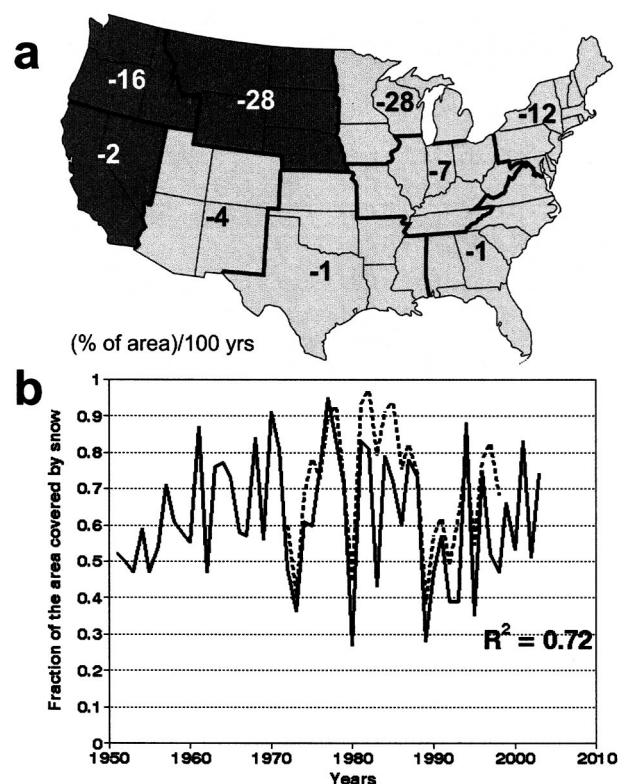 a
-16
-28
-28
-12
-2
-7
-4
-1
-1
(% of area)/100 yrs
b
Fraction of the area covered by snow
1
0.9
0.8
0.7
0.6
0.5
0.4
0.3
0.2
0.1
0
R² = 0.72
1950 1960 1970 1980 1990 2000 2010
Years